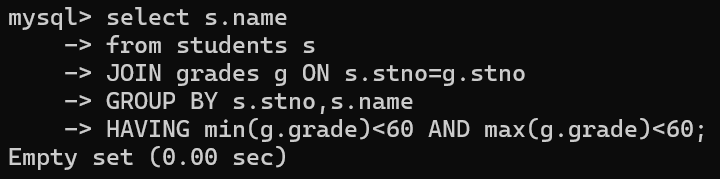 mysql> select s.name
    -> from students s
    -> JOIN grades g ON s.stno=g.stno
    -> GROUP BY s.stno,s.name
    -> HAVING min(g.grade)<60 AND max(g.grade)<60;
Empty set (0.00 sec)